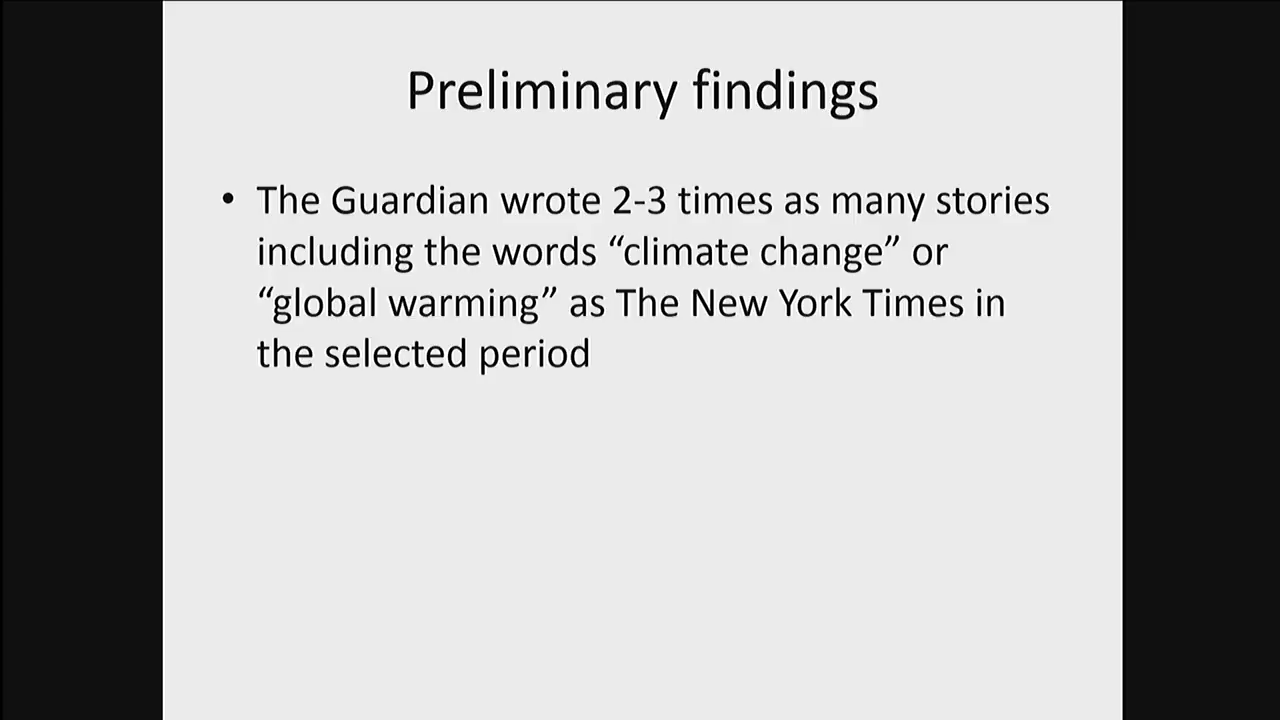 Preliminary findings
• The Guardian wrote 2-3 times as many stories
including the words “climate change” or
“global warming” as The New York Times in
the selected period